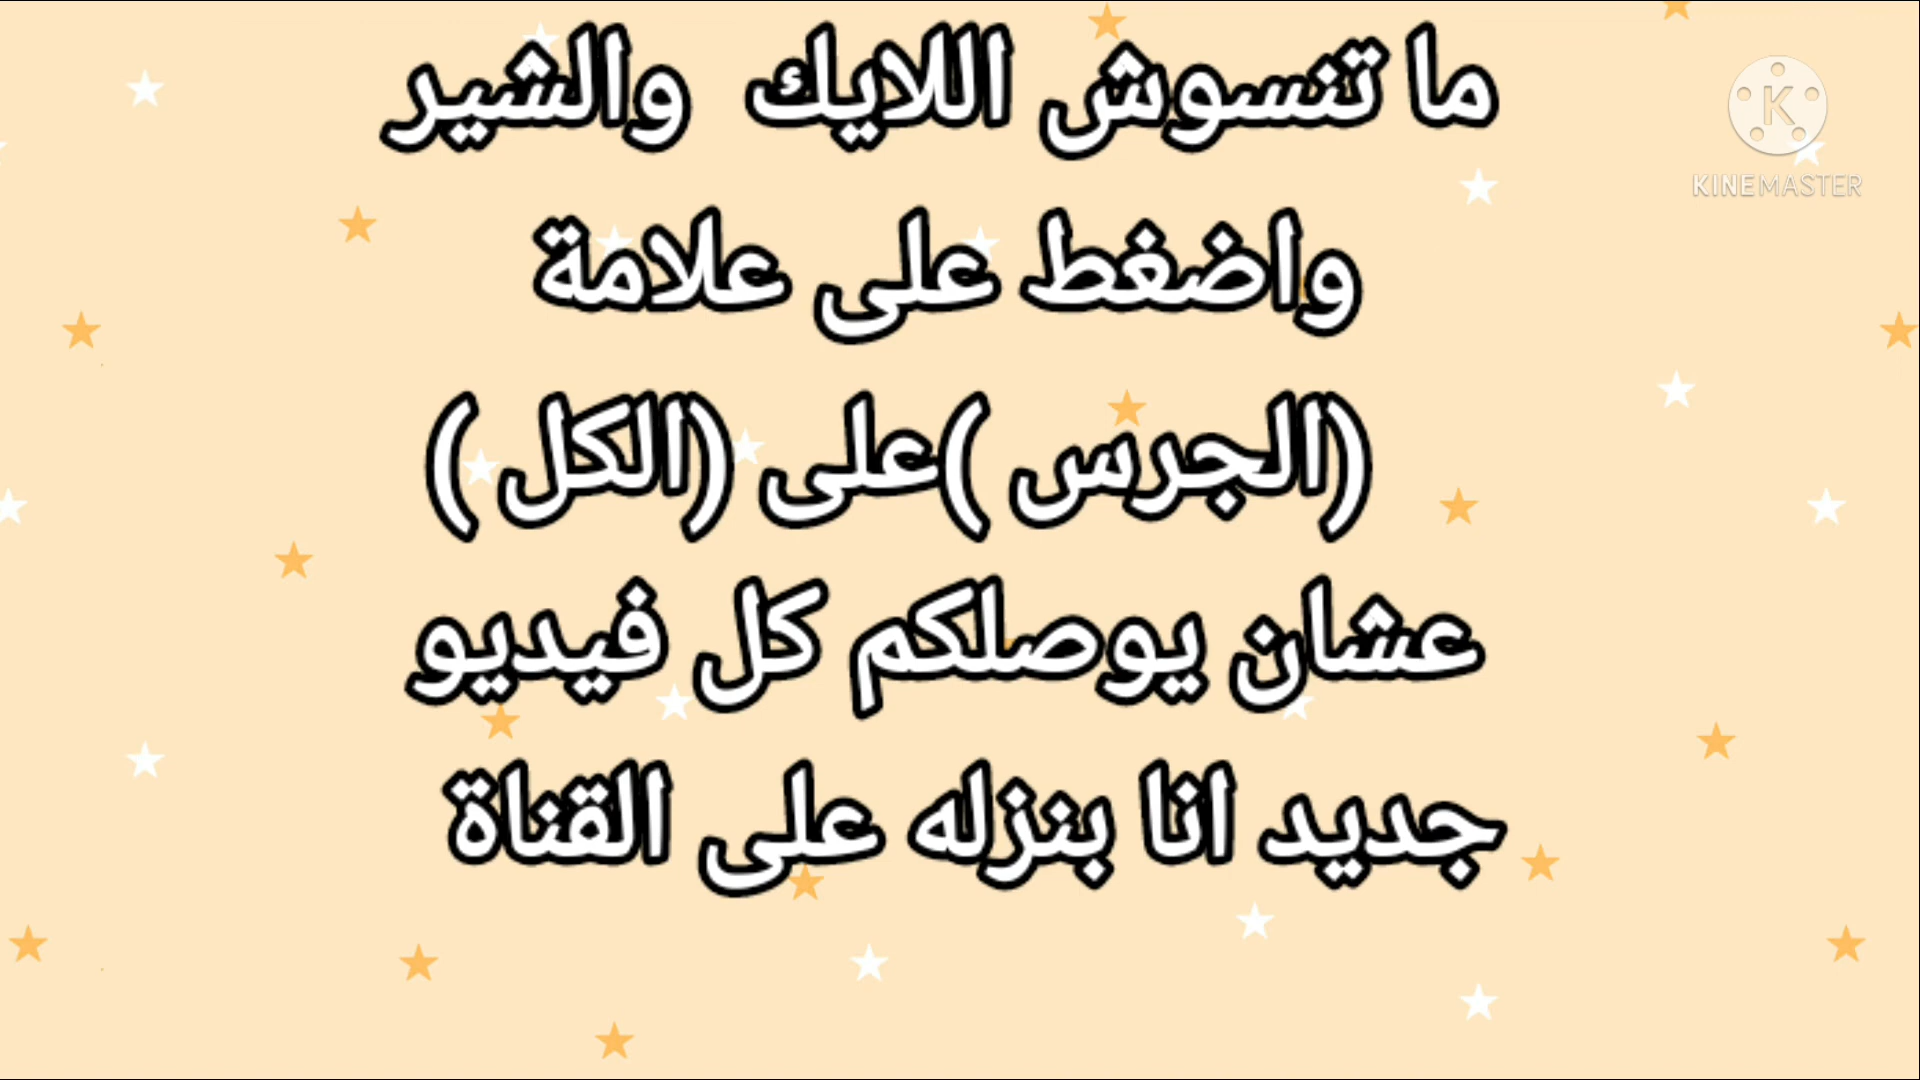 ما تنسوش اللايك والشير
واضغط على علامة
(الجرس )على (الكل )
عشان يوصلكم كل فيديو
جديد انا بنزله على القناة
K
KINEMASTER